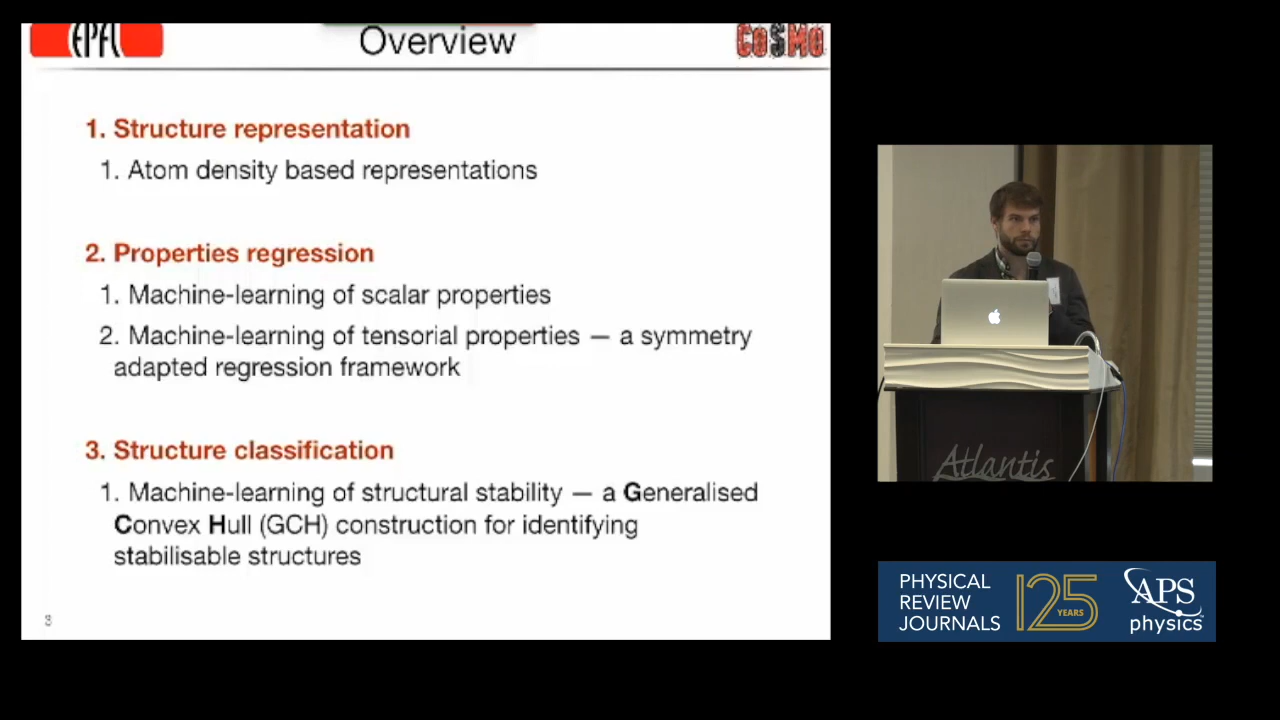 EPFL
Overview
COSMO
1. Structure representation
1. Atom density based representations
2. Properties regression
1. Machine-learning of scalar properties
2. Machine-learning of tensorial properties — a symmetry
adapted regression framework
3. Structure classification
1. Machine-learning of structural stability — a Generalised
Convex Hull (GCH) construction for identifying
stabilisable structures
3
Atlantis
PHYSICAL
REVIEW
JOURNALS
125
YEARS
APS
physics